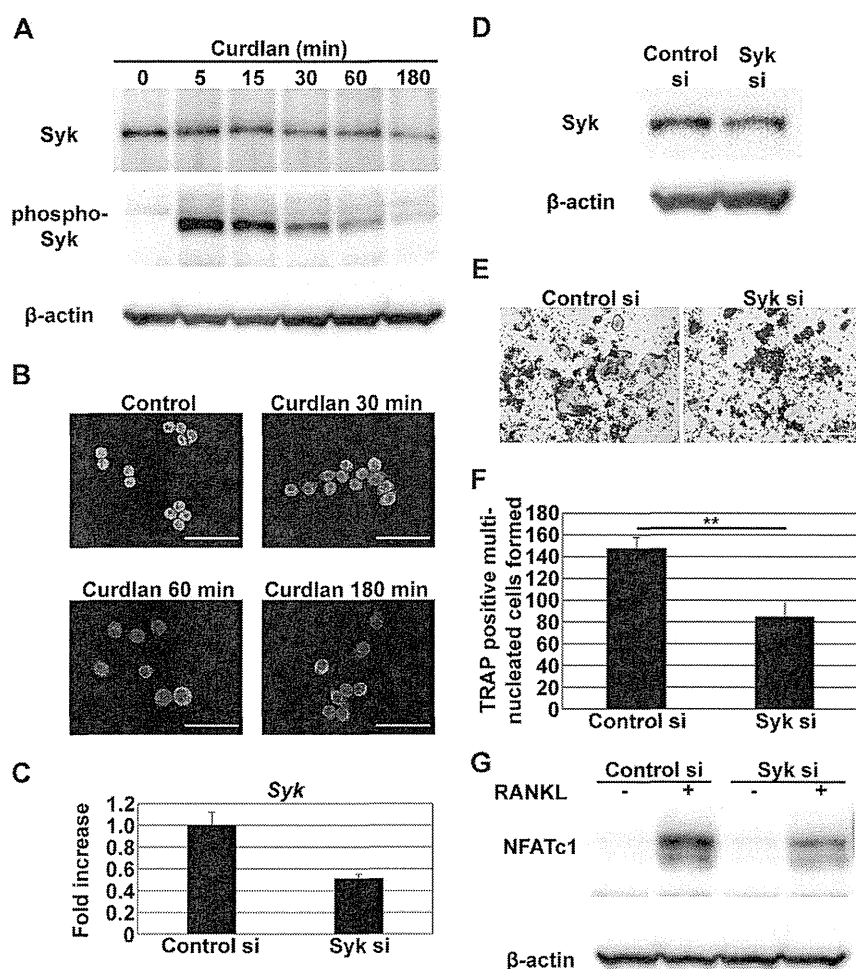 A
Curdlan (min)
0 5 15 30 60 180
Syk
phospho-
Syk
β-actin
B
Control
Curdlan 30 min
Curdlan 60 min
Curdlan 180 min
C
Syk
Fold increase
1.2
1.0
0.8
0.6
0.4
0.2
0
Control si
Syk si
D
Control
si
Syk
si
Syk
β-actin
E
Control si
Syk si
F
TRAP positive multi-
nucleated cells formed
180
160
140
120
100
80
60
40
20
0
**
Control si
Syk si
G
Control si
Syk si
RANKL - + - +
NFATc1
β-actin